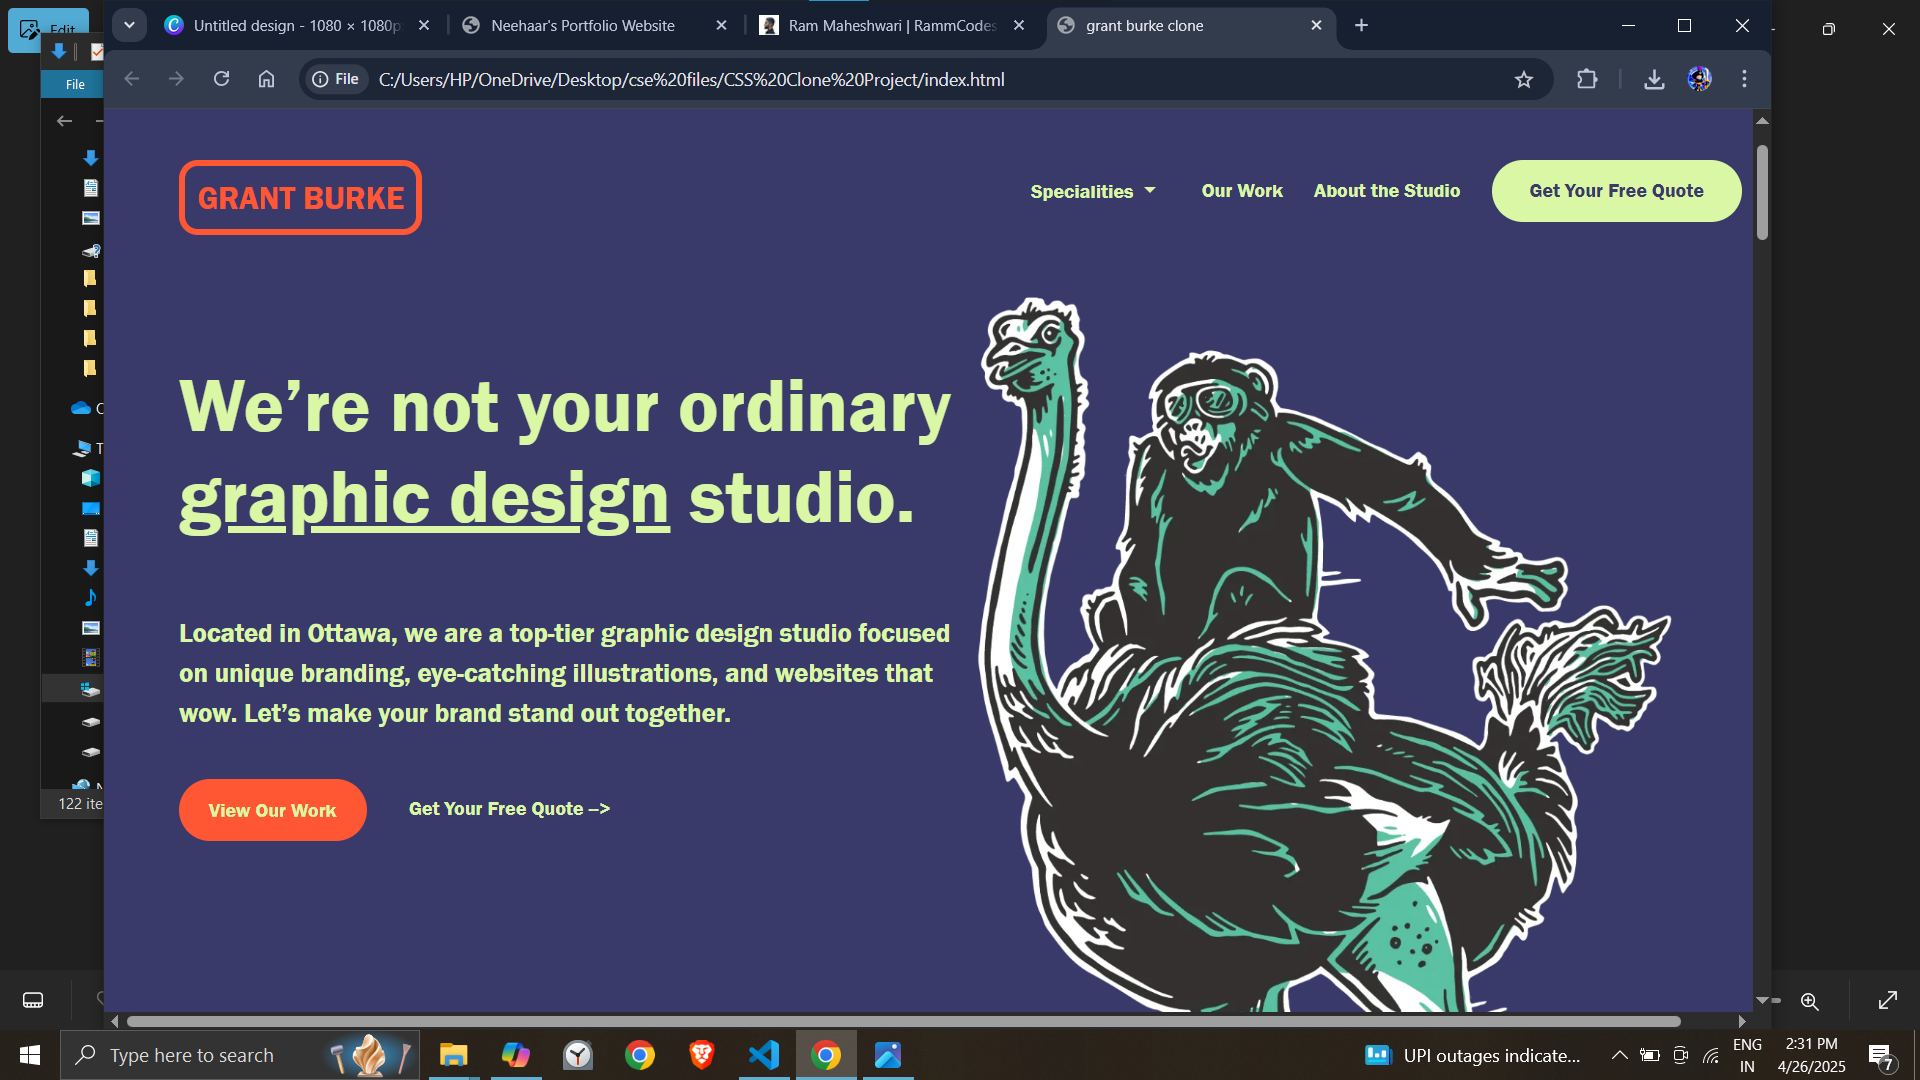 Edit
Untitled design - 1080 × 1080p
Neehaar's Portfolio Website
Ram Maheshwari | RammCodes
grant burke clone
File
File
C:/Users/HP/OneDrive/Desktop/cse%20files/CSS%20Clone%20Project/index.html
GRANT BURKE
Specialities
Our Work
About the Studio
Get Your Free Quote
We’re not your ordinary
graphic design studio.
Located in Ottawa, we are a top-tier graphic design studio focused
on unique branding, eye-catching illustrations, and websites that
wow. Let’s make your brand stand out together.
View Our Work
Get Your Free Quote -->
122 ite
Type here to search
UPI outages indicate...
ENG
IN
2:31 PM
4/26/2025
7